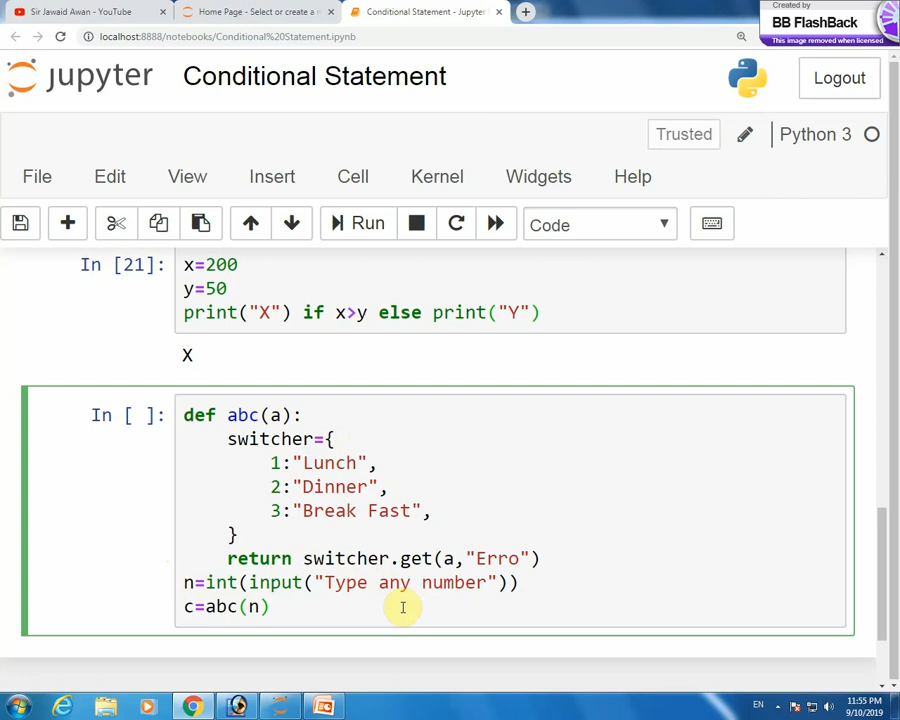 Sir Jawaid Awan - YouTube
Home Page - Select or create a n
Conditional Statement - Jupyter
Created by
BB FlashBack
This image removed when licensed
localhost:8888/notebooks/Conditional%20Statement.ipynb
jupyter
Conditional Statement
Logout
Trusted
Python 3
File Edit View Insert Cell Kernel Widgets Help
Run
Code
In [21]: x=200
y=50
print("X") if x>y else print("Y")
X
In [ ]: def abc(a):
switcher={
1:"Lunch",
2:"Dinner",
3:"Break Fast",
}
return switcher.get(a,"Erro")
n=int(input("Type any number"))
c=abc(n)
EN
11:55 PM
9/10/2019